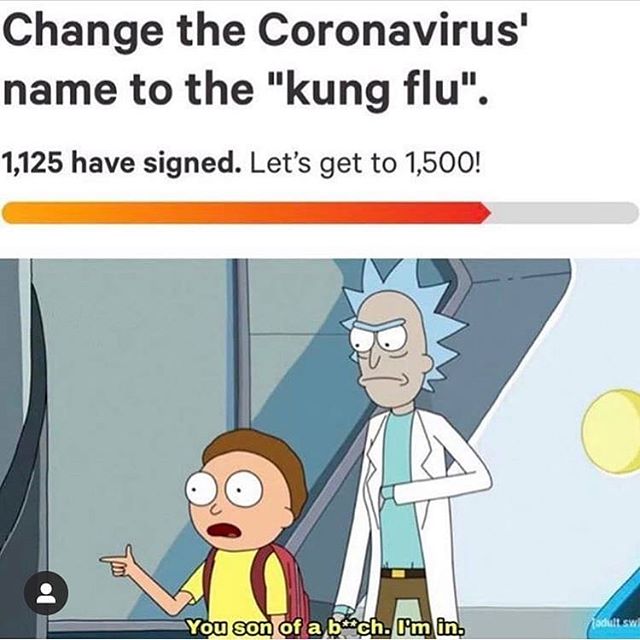 Change the Coronavirus'
name to the "kung flu".
1,125 have signed. Let's get to 1,500!
You son of a b**ch. I'm in.
[adult sw